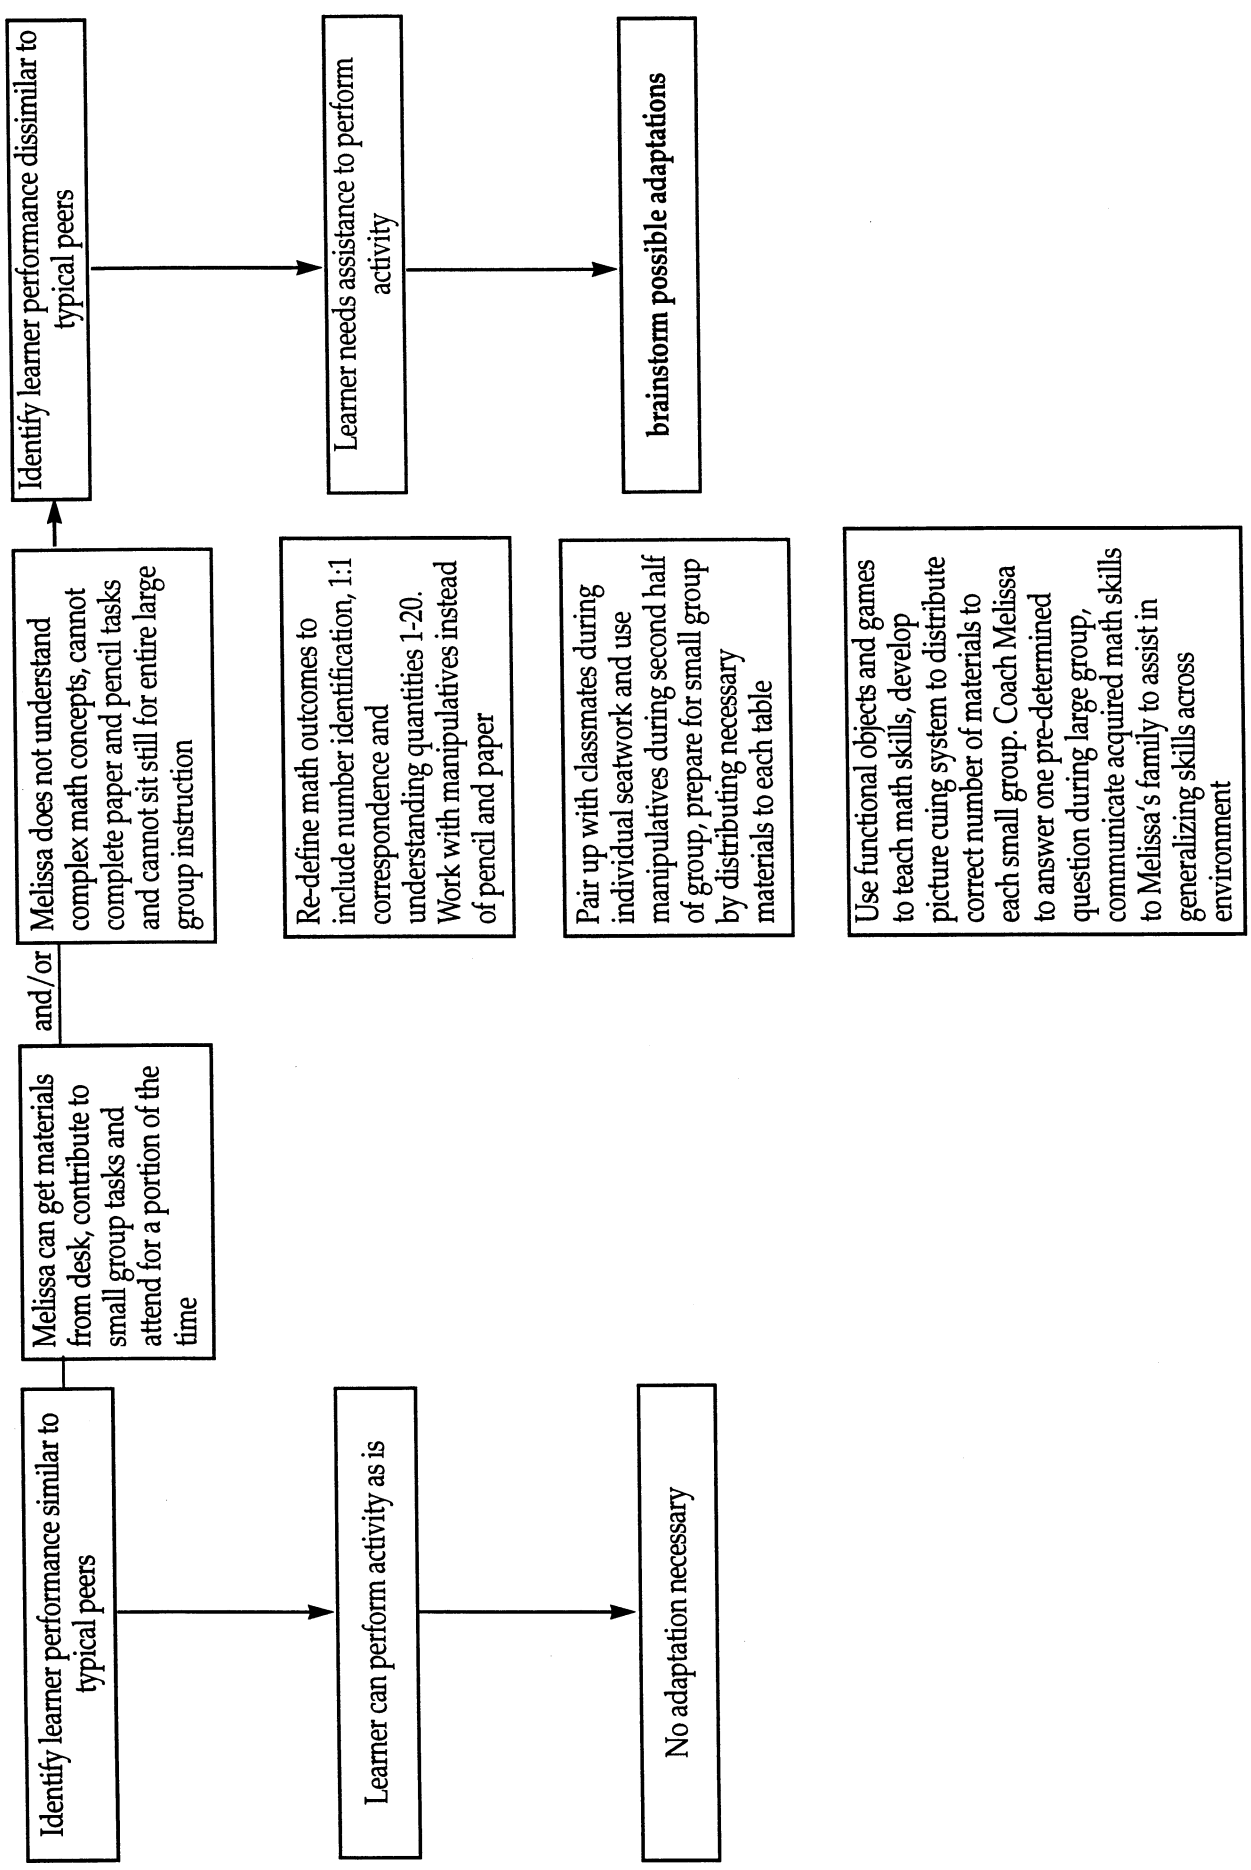 Identify learner performance similar to
typical peers
Melissa can get materials
from desk, contribute to
small group tasks and
attend for a portion of the
time
and/or
Melissa does not understand
complex math concepts, cannot
complete paper and pencil tasks
and cannot sit still for entire large
group instruction
Identify learner performance dissimilar to
typical peers
Learner can perform activity as is
Re-define math outcomes to
include number identification, 1:1
correspondence and
understanding quantities 1-20.
Work with manipulatives instead
of pencil and paper
Learner needs assistance to perform
activity
No adaptation necessary
Pair up with classmates during
individual seatwork and use
manipulatives during second half
of group, prepare for small group
by distributing necessary
materials to each table
brainstorm possible adaptations
Use functional objects and games
to teach math skills, develop
picture cuing system to distribute
correct number of materials to
each small group. Coach Melissa
to answer one pre-determined
question during large group,
communicate acquired math skills
to Melissa's family to assist in
generalizing skills across
environment